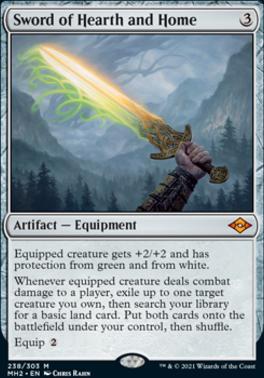 Sword of Hearth and Home 3
Artifact — Equipment
Equipped creature gets +2/+2 and has
protection from green and from white.
Whenever equipped creature deals combat
damage to a player, exile up to one target
creature you own, then search your library
for a basic land card. Put both cards onto the
battlefield under your control, then shuffle.
Equip 2
238/303 M
MH2 • EN Chris Rahn
™ & © 2021 Wizards of the Coast